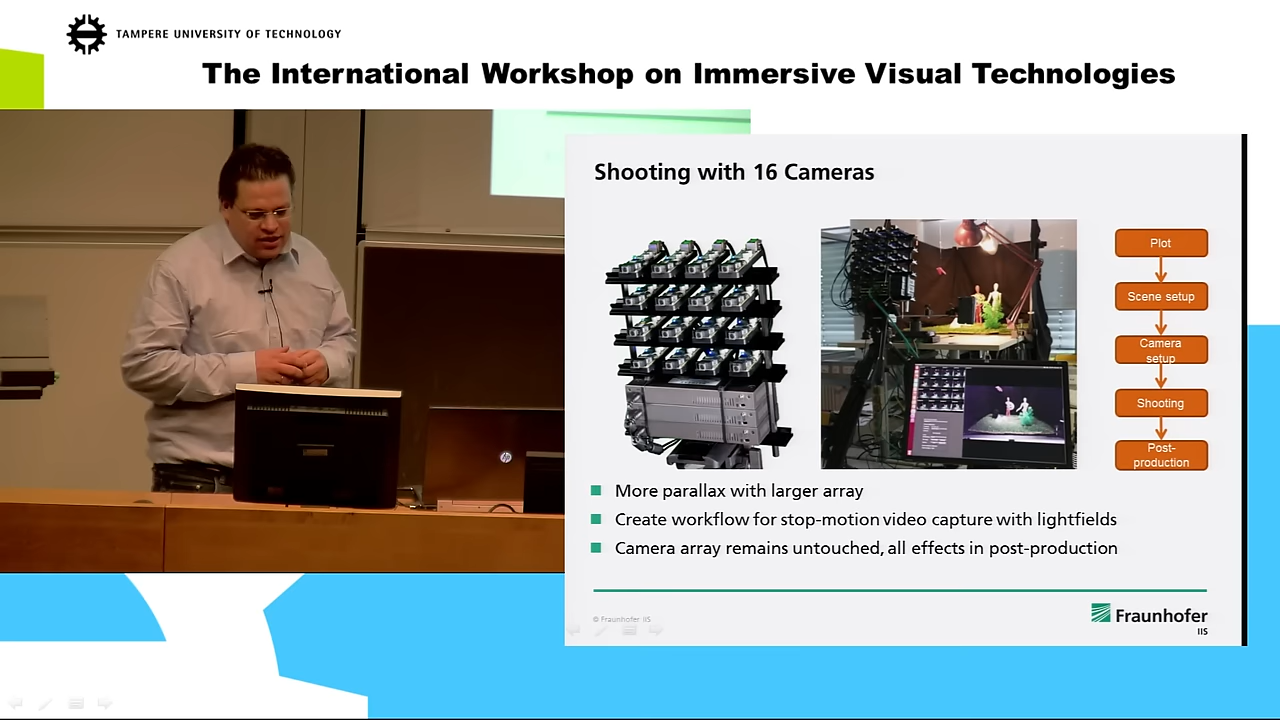 TAMPERE UNIVERSITY OF TECHNOLOGY
The International Workshop on Immersive Visual Technologies
Shooting with 16 Cameras
Plot
Scene setup
Camera
setup
Shooting
Post-
production
More parallax with larger array
Create workflow for stop-motion video capture with lightfields
Camera array remains untouched, all effects in post-production
© Fraunhofer IIS
Fraunhofer
IIS
hp